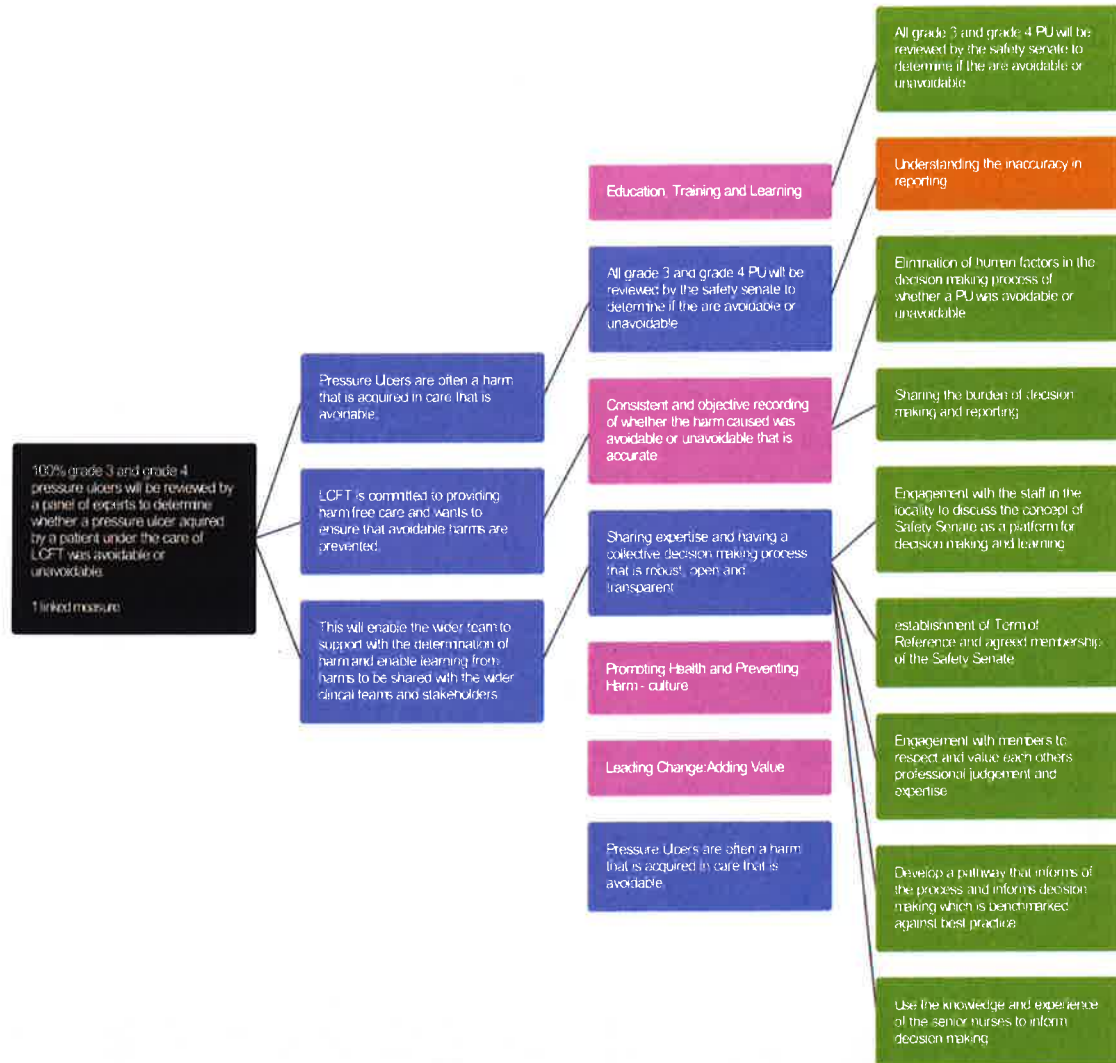 100% grade 3 and grade 4
pressure ulcers will be reviewed by
a panel of experts to determine
whether a pressure ulcer aquired
by a patient under the care of
LCFT was avoidable or
unavoidable.
1 linked measure
Pressure Ulcers are often a harm
that is acquired in care that is
avoidable.
LCFT is committed to providing
harm free care and wants to
ensure that avoidable harms are
prevented.
This will enable the wider team to
support with the determination of
harm and enable learning from
harms to be shared with the wider
clincal teams and stakeholders
Education, Training and Learning
All grade 3 and grade 4 PU will be
reviewed by the safety senate to
determine if the are avoidable or
unavoidable
Consistent and objective recording
of whether the harm caused was
avoidable or unavoidable that is
accurate
Sharing expertise and having a
collective decision making process
that is robust, open and
transparent
Promoting Health and Preventing
Harm - culture
Leading Change:Adding Value
Pressure Ulcers are often a harm
that is acquired in care that is
avoidable
All grade 3 and grade 4 PU will be
reviewed by the safety senate to
determine if the are avoidable or
unavoidable
Understanding the inaccuracy in
reporting
Elimination of human factors in the
decision making process of
whether a PU was avoidable or
unavoidable
Sharing the burden of decision
making and reporting
Engagement with the staff in the
locality to discuss the concept of
Safety Senate as a platform for
decision making and learning
establishment of Term of
Reference and agreed membership
of the Safety Senate
Engagement with members to
respect and value each others
professional judgement and
expertise
Develop a pathway that informs of
the process and informs decision
making which is benchmarked
against best practice
Use the knowledge and experience
of the senior nurses to inform
decision making